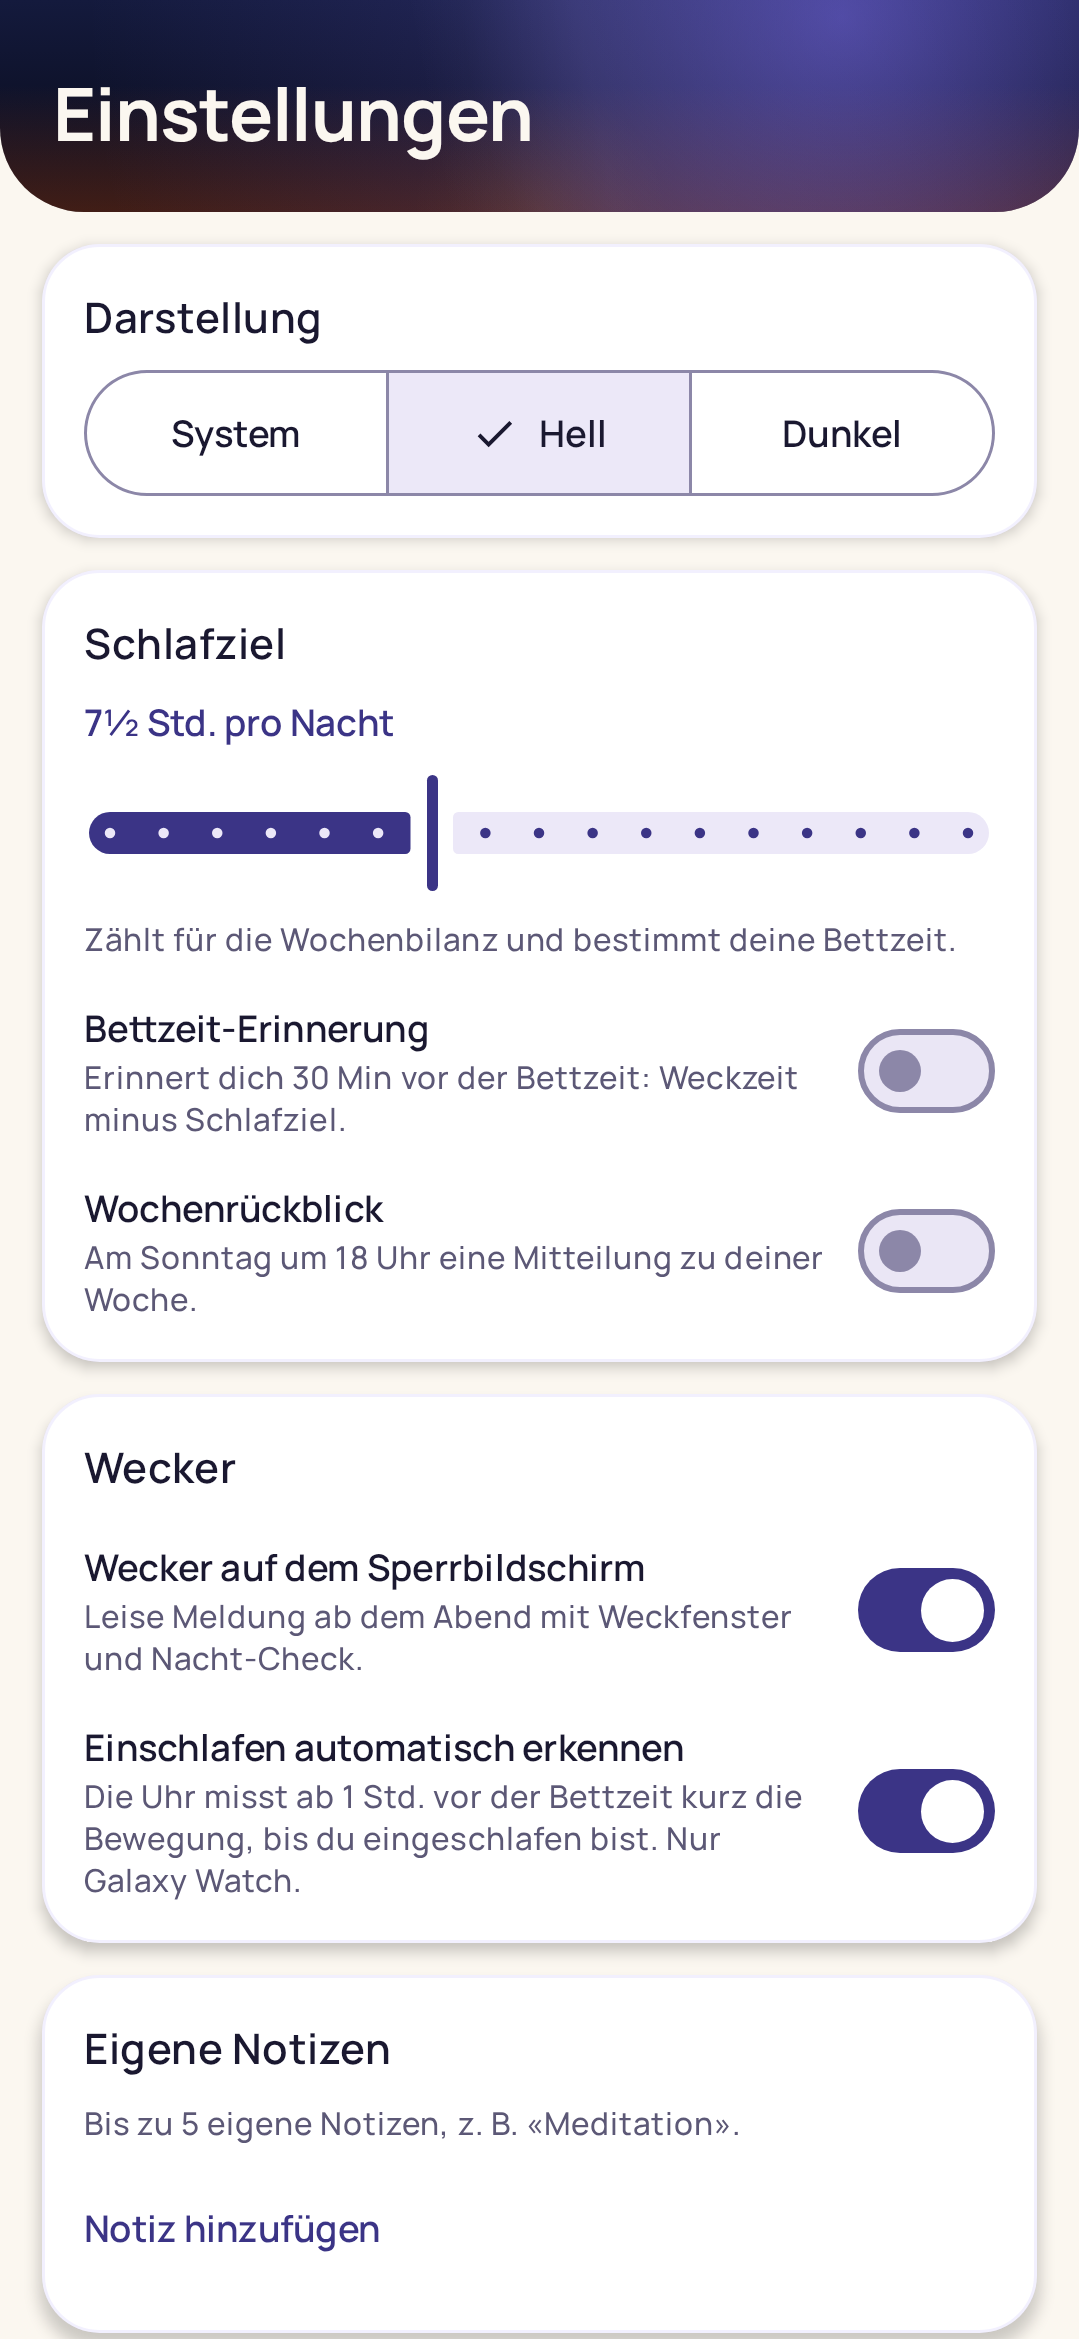 Einstellungen
Darstellung
System
Hell
Dunkel
Schlafziel
7½ Std. pro Nacht
Zählt für die Wochenbilanz und bestimmt deine Bettzeit.
Bettzeit-Erinnerung
Erinnert dich 30 Min vor der Bettzeit: Weckzeit
minus Schlafziel.
Wochenrückblick
Am Sonntag um 18 Uhr eine Mitteilung zu deiner
Woche.
Wecker
Wecker auf dem Sperrbildschirm
Leise Meldung ab dem Abend mit Weckfenster
und Nacht-Check.
Einschlafen automatisch erkennen
Die Uhr misst ab 1 Std. vor der Bettzeit kurz die
Bewegung, bis du eingeschlafen bist. Nur
Galaxy Watch.
Eigene Notizen
Bis zu 5 eigene Notizen, z. B. «Meditation».
Notiz hinzufügen